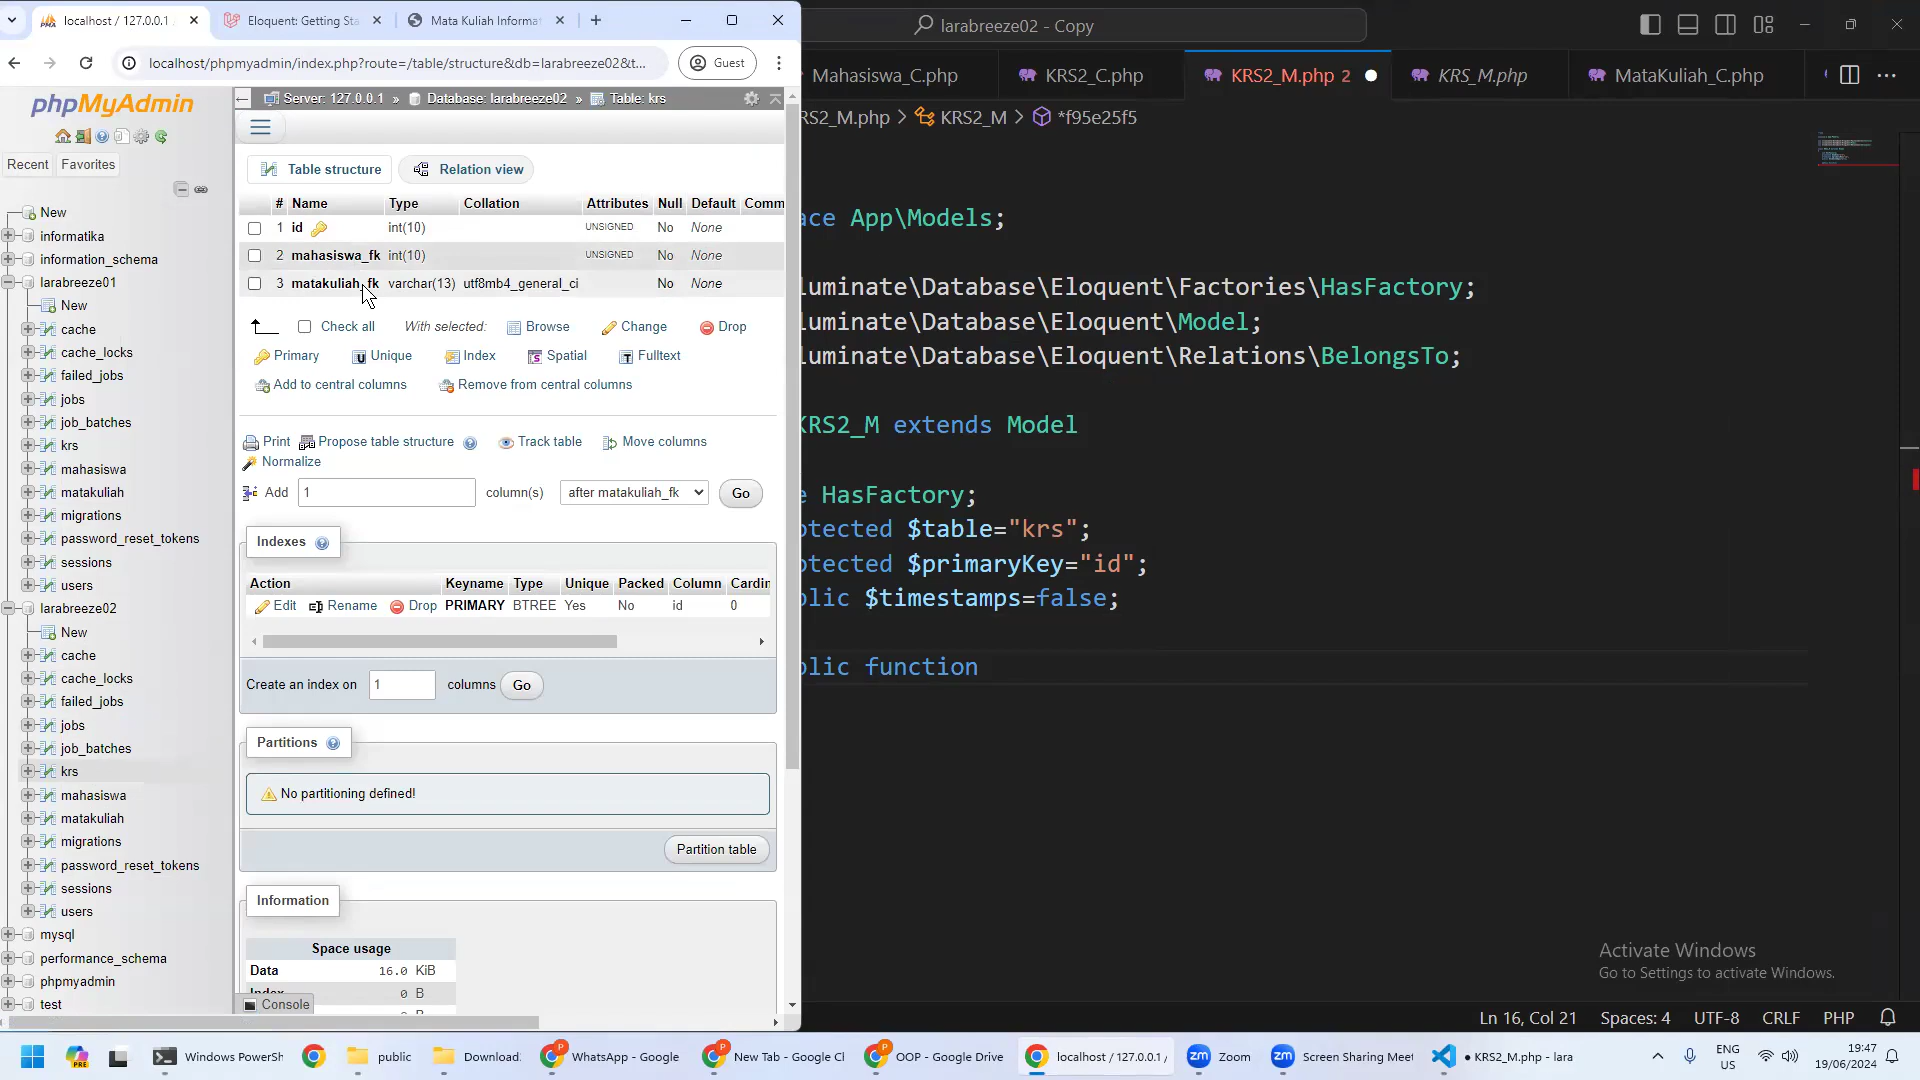 localhost / 127.0.0.1
Eloquent: Getting Sta
Mata Kuliah Informat
localhost/phpmyadmin/index.php?route=/table/structure&db=larabreeze02&t...
Guest
phpMyAdmin
Recent
Favorites
New
informatika
information_schema
larabreeze01
New
cache
cache_locks
failed_jobs
jobs
job_batches
krs
mahasiswa
matakuliah
migrations
password_reset_tokens
sessions
users
larabreeze02
New
cache
cache_locks
failed_jobs
jobs
job_batches
krs
mahasiswa
matakuliah
migrations
password_reset_tokens
sessions
users
mysql
performance_schema
phpmyadmin
test
Server: 127.0.0.1 » Database: larabreeze02 » Table: krs
Table structure
Relation view
# Name Type Collation Attributes Null Default Comm
1 id int(10) UNSIGNED No None
2 mahasiswa_fk int(10) UNSIGNED No None
3 matakuliah_fk varchar(13) utf8mb4_general_ci No None
Check all With selected: Browse Change Drop
Primary Unique Index Spatial Fulltext
Add to central columns Remove from central columns
Print Propose table structure Track table Move columns
Normalize
Add 1 column(s) after matakuliah_fk Go
Indexes
Action Keyname Type Unique Packed Column Cardin
Edit Rename Drop PRIMARY BTREE Yes No id 0
Create an index on 1 columns Go
Partitions
No partitioning defined!
Partition table
Information
Space usage
Data 16.0 KiB
Index 0 B
Console
larabreeze02 - Copy
Mahasiswa_C.php
KRS2_C.php
KRS2_M.php 2
KRS_M.php
MataKuliah_C.php
RS2_M.php > KRS2_M > *f95e25f5
ace App\Models;
luminate\Database\Eloquent\Factories\HasFactory;
luminate\Database\Eloquent\Model;
luminate\Database\Eloquent\Relations\BelongsTo;
KRS2_M extends Model
e HasFactory;
otected $table="krs";
otected $primaryKey="id";
blic $timestamps=false;
blic function
Activate Windows
Go to Settings to activate Windows.
Ln 16, Col 21
Spaces: 4
UTF-8
CRLF
PHP
Windows PowerSh
public
Download
WhatsApp - Google
New Tab - Google Cl
OOP - Google Drive
localhost / 127.0.0.1 /
Zoom
Screen Sharing Meet
● KRS2_M.php - lara
ENG
US
19:47
19/06/2024